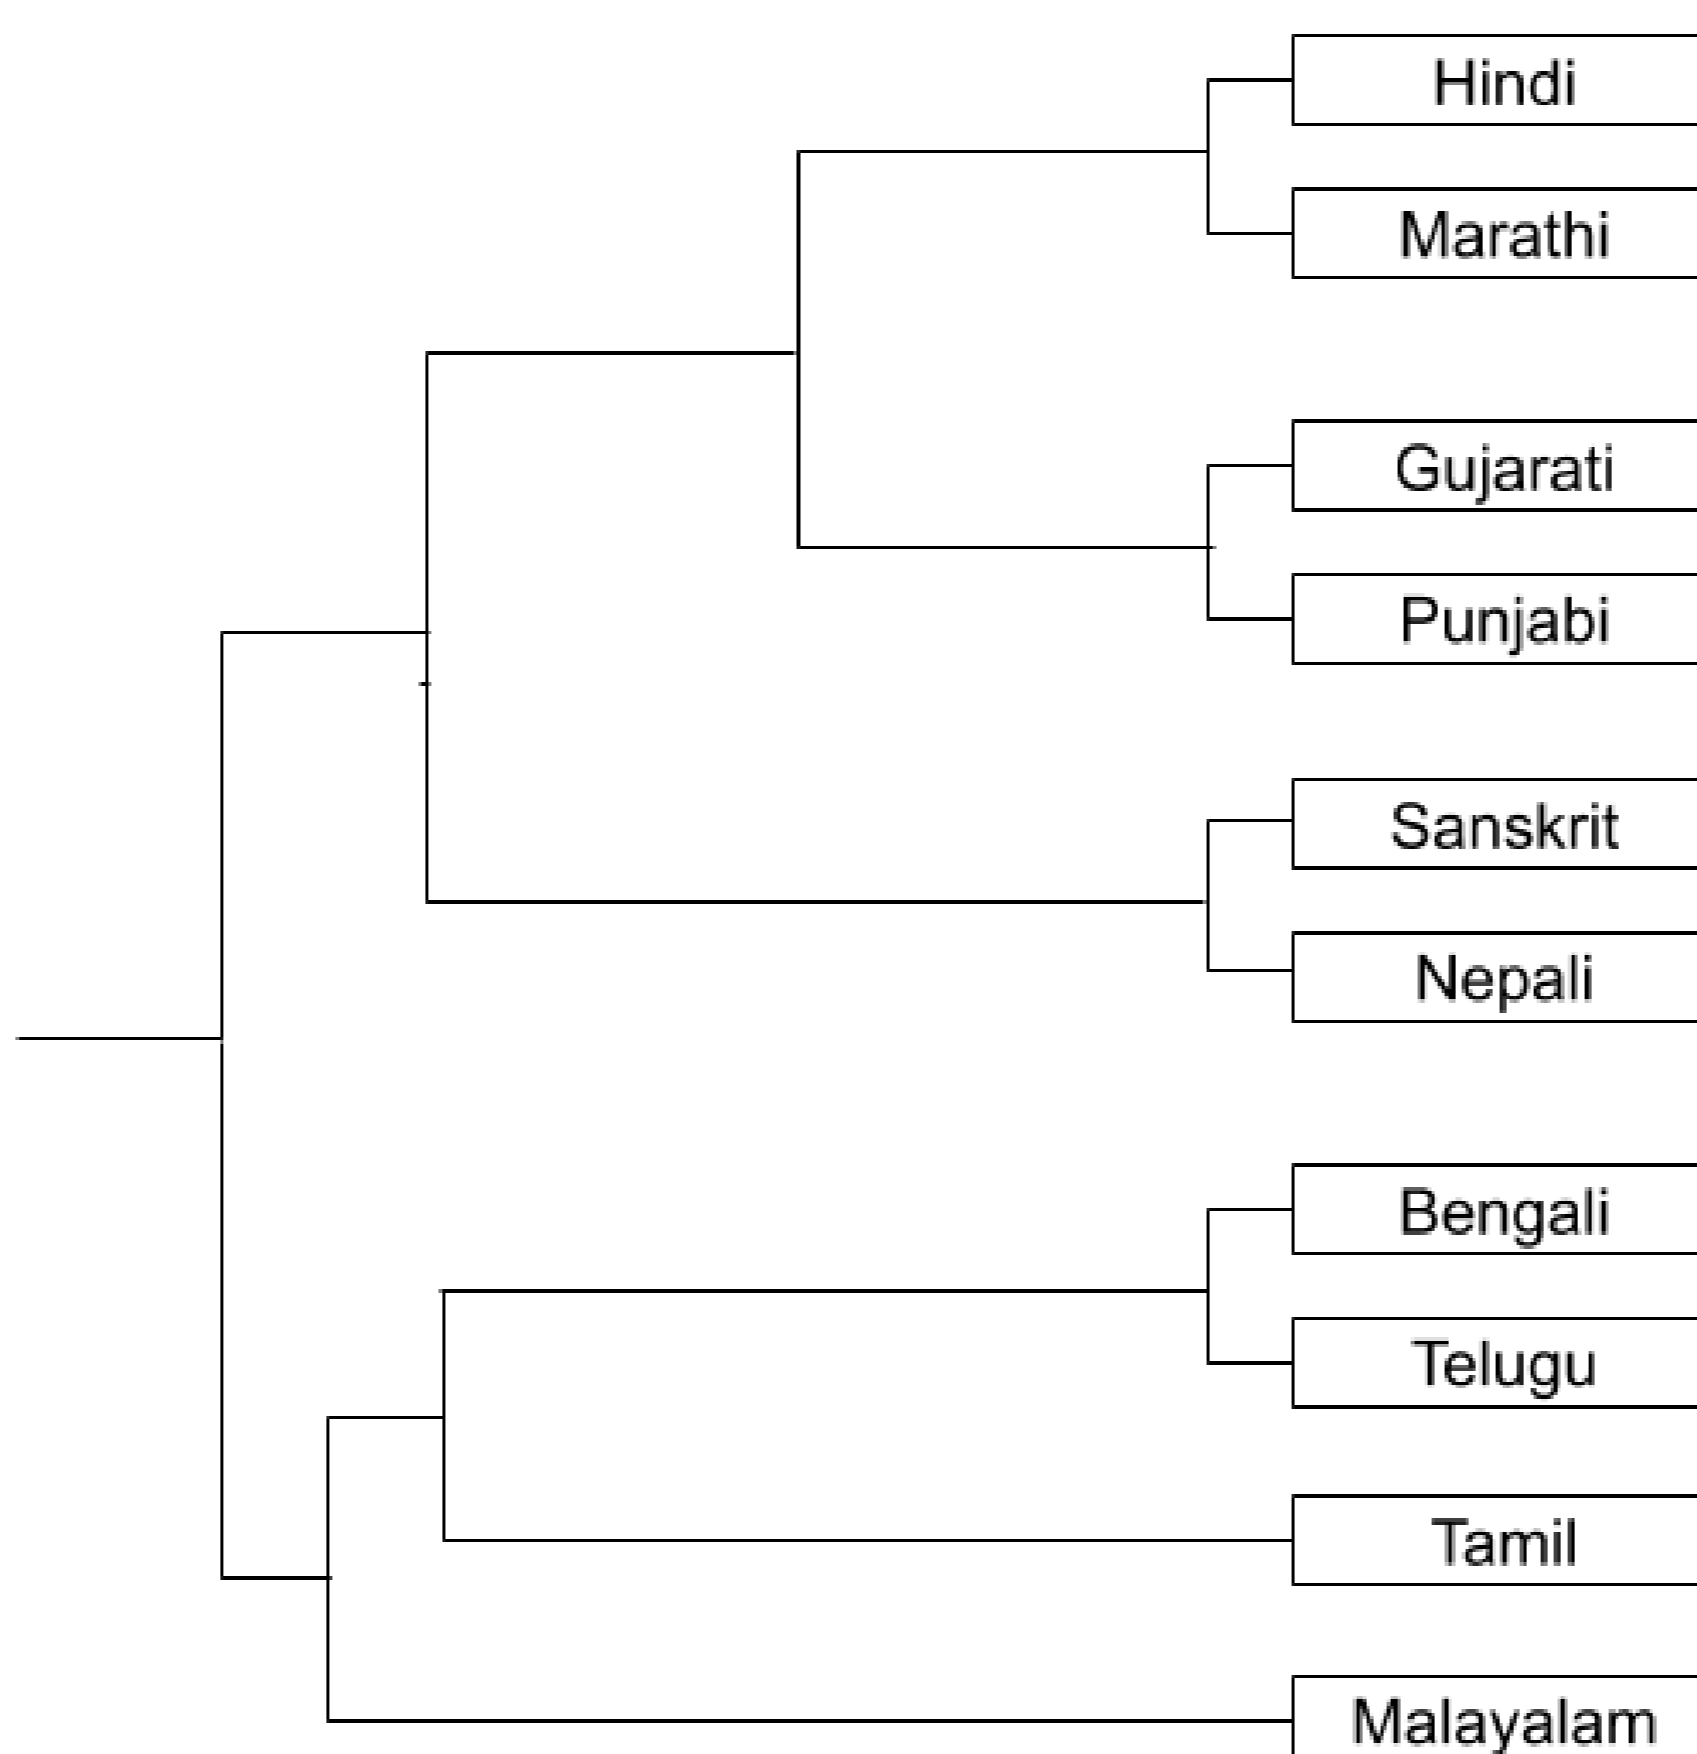 Hindi
Marathi
Gujarati
Punjabi
Sanskrit
Nepali
Bengali
Telugu
Tamil
Malayalam